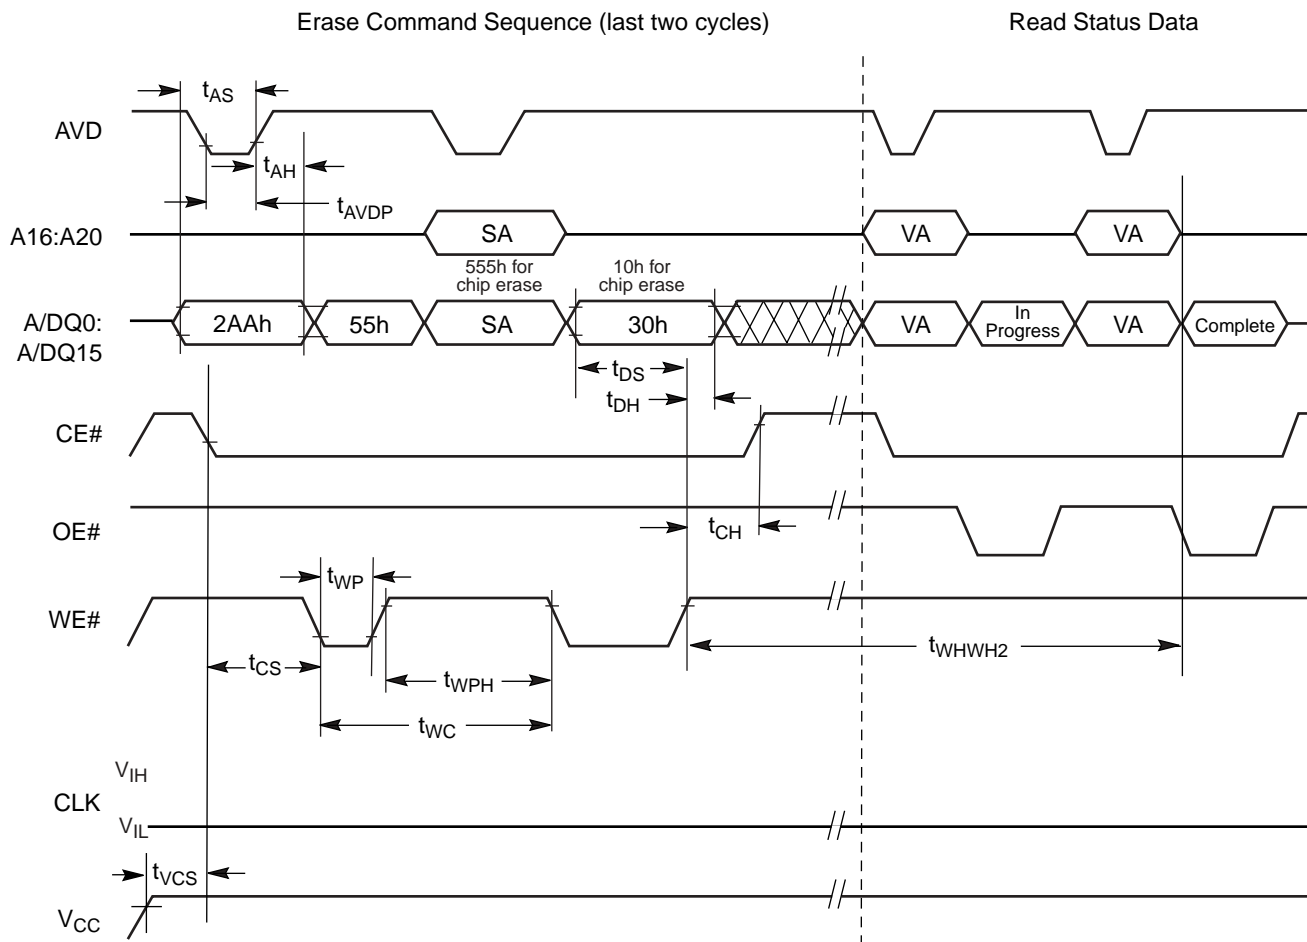 Erase Command Sequence (last two cycles) Read Status Data
tAS
AVD
tAH
tAVDP
A16:A20 SA VA VA
555h for
chip erase
10h for
chip erase
A/DQ0:
A/DQ15
2AAh 55h SA 30h VA In
Progress VA Complete
tDS
tDH
CE#
OE# tCH
tWP
WE#
tCS tWPH tWHWH2
tWC
VIH
CLK
VIL
tVCS
VCC